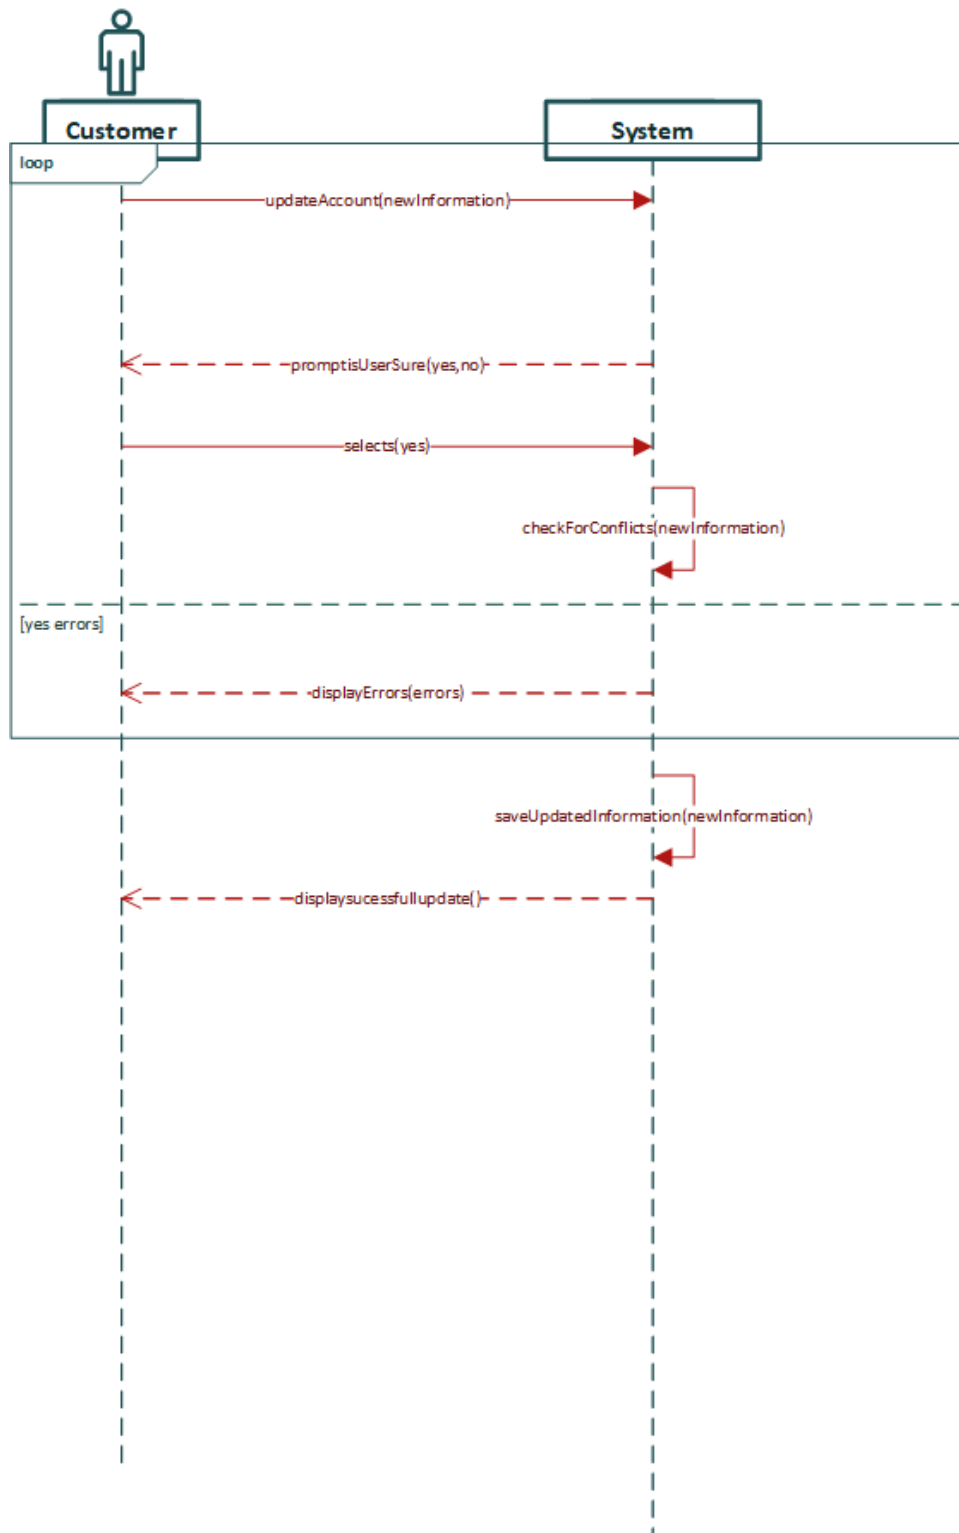 Customer
System
loop
updateAccount(newInformation)
promptisUserSure(yes,no)
selects(yes)
checkForConflicts(newInformation)
[yes errors]
displayErrors(errors)
saveUpdatedInformation(newInformation)
displaysucessfullupdate()